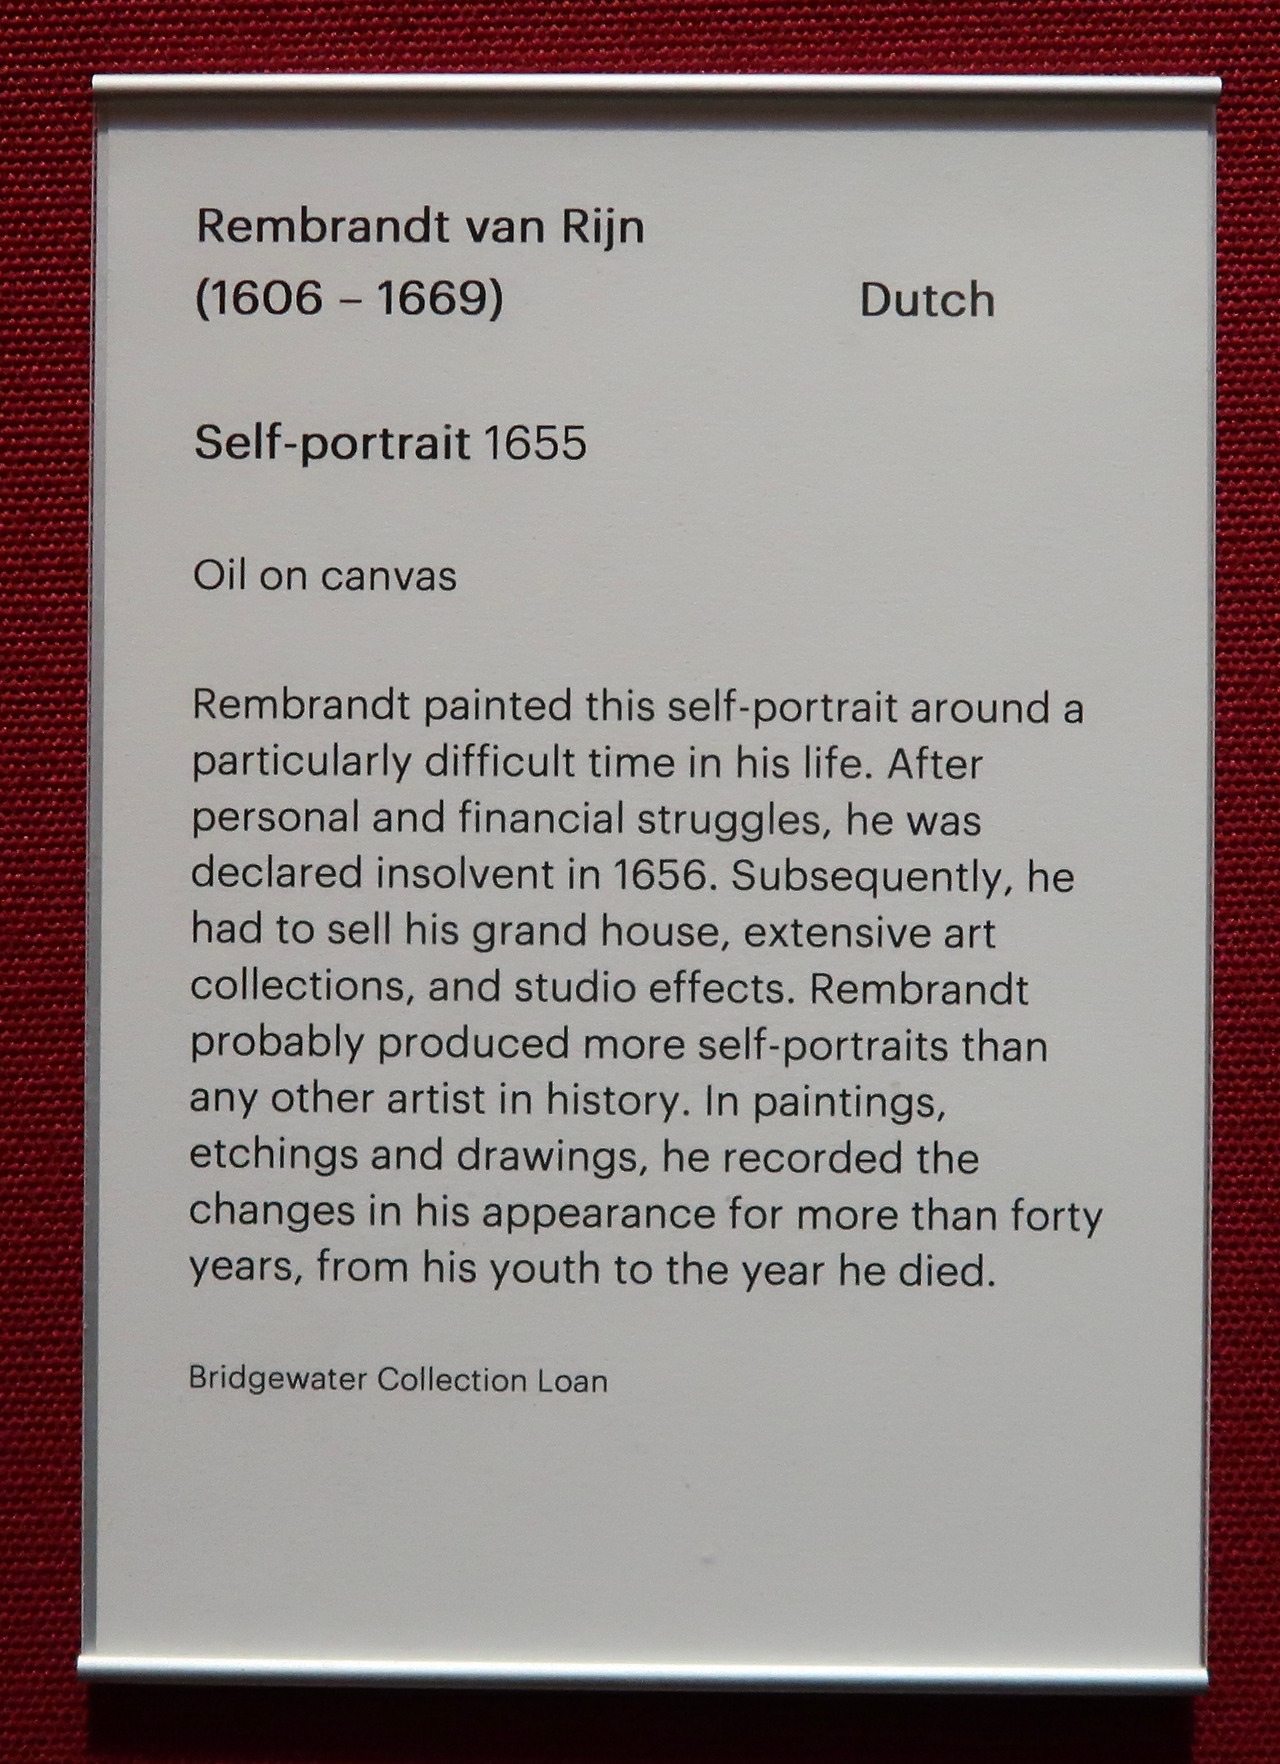 Rembrandt van Rijn
(1606 – 1669) Dutch
Self-portrait 1655
Oil on canvas
Rembrandt painted this self-portrait around a
particularly difficult time in his life. After
personal and financial struggles, he was
declared insolvent in 1656. Subsequently, he
had to sell his grand house, extensive art
collections, and studio effects. Rembrandt
probably produced more self-portraits than
any other artist in history. In paintings,
etchings and drawings, he recorded the
changes in his appearance for more than forty
years, from his youth to the year he died.
Bridgewater Collection Loan